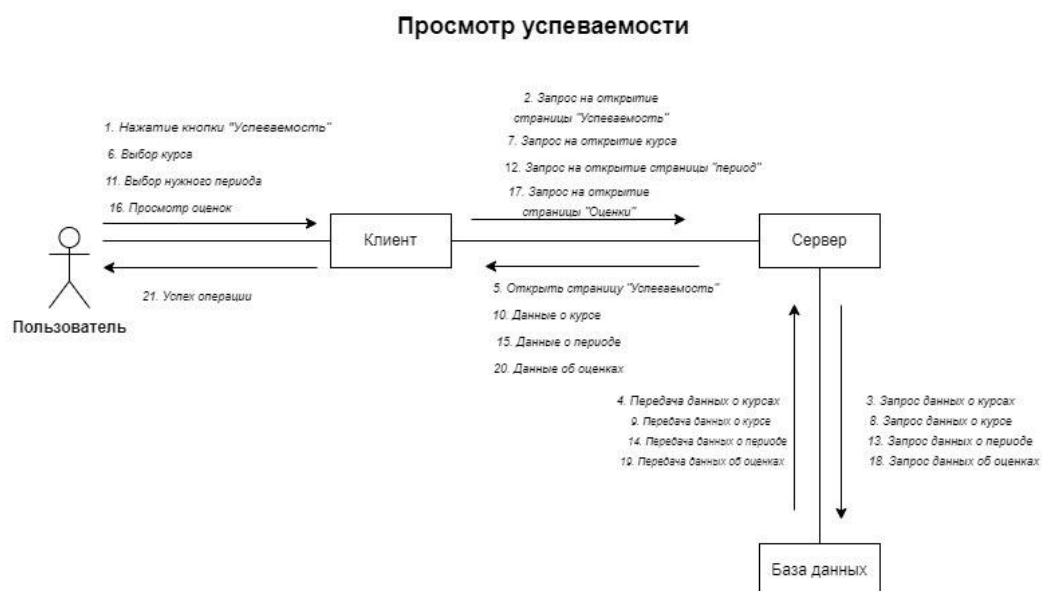 Просмотр успеваемости
1. Нажатие кнопки "Успеваемость"
6. Выбор курса
11. Выбор нужного периода
16. Просмотр оценок
2. Запрос на открытие
страницы "Успеваемость"
7. Запрос на открытие курса
12. Запрос на открытие страницы "период"
17. Запрос на открытие
страницы "Оценки"
Клиент
Сервер
21. Успех операции
Пользователь
5. Открыть страницу "Успеваемость"
10. Данные о курсе
15. Данные о периоде
20. Данные об оценках
4. Передача данных о курсах
9. Передача данных о курсе
14. Передача данных о периоде
19. Передача данных об оценках
3. Запрос данных о курсах
8. Запрос данных о курсе
13. Запрос данных о периоде
18. Запрос данных об оценках
База данных